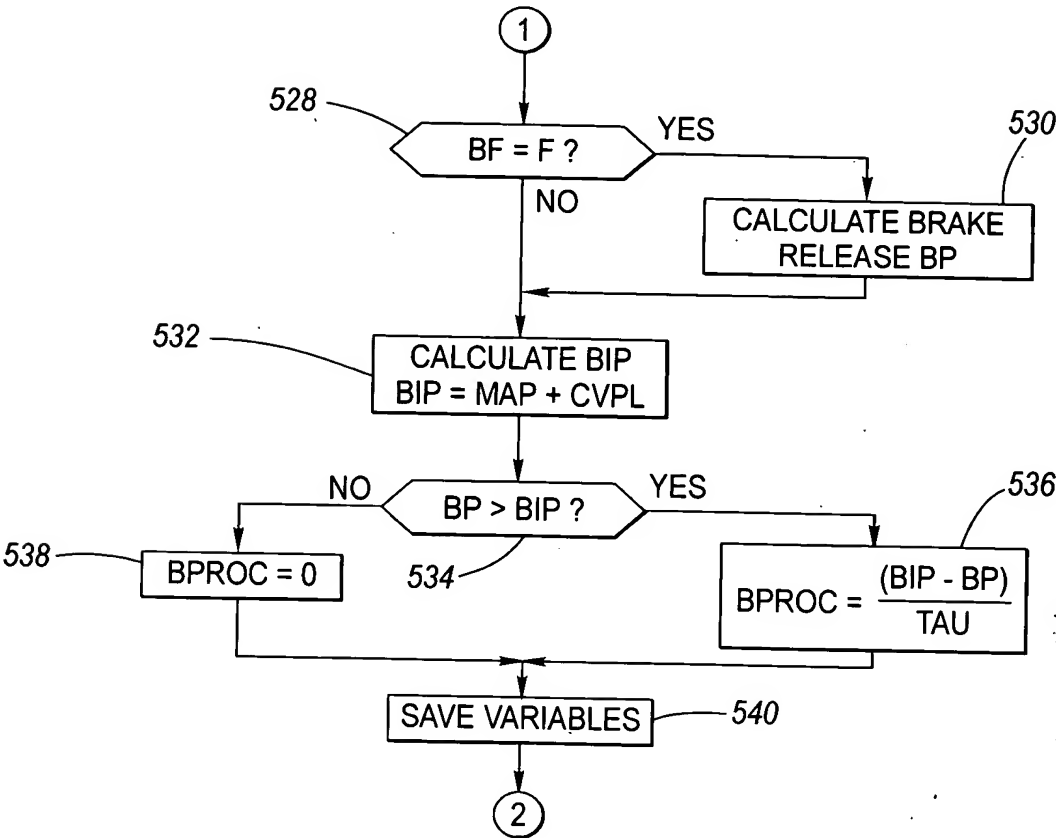 1
528
BF = F ?
YES
530
NO
CALCULATE BRAKE
RELEASE BP
532
CALCULATE BIP
BIP = MAP + CVPL
NO
BP > BIP ?
YES
536
538
BPROC = 0
534
BPROC = (BIP - BP)
TAU
SAVE VARIABLES
540
2